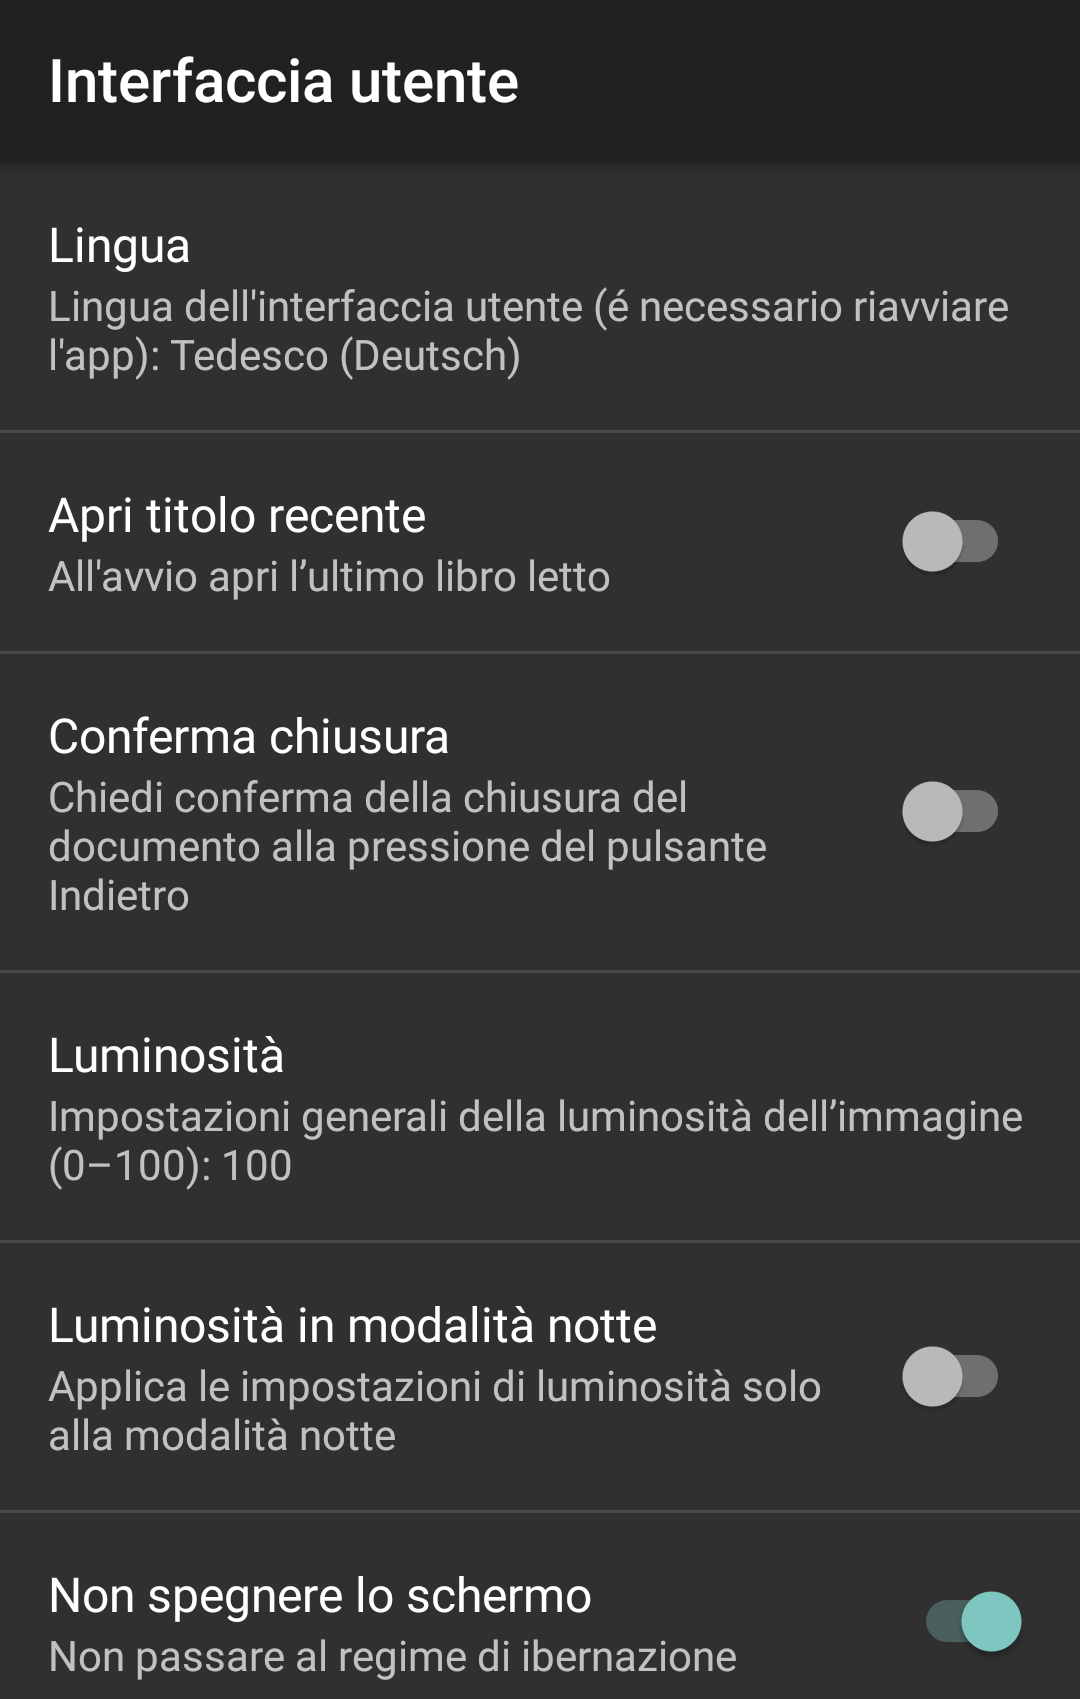 Interfaccia utente
Lingua
Lingua dell'interfaccia utente (é necessario riavviare
l'app): Tedesco (Deutsch)
Apri titolo recente
All'avvio apri l’ultimo libro letto
Conferma chiusura
Chiedi conferma della chiusura del
documento alla pressione del pulsante
Indietro
Luminosità
Impostazioni generali della luminosità dell’immagine
(0–100): 100
Luminosità in modalità notte
Applica le impostazioni di luminosità solo
alla modalità notte
Non spegnere lo schermo
Non passare al regime di ibernazione